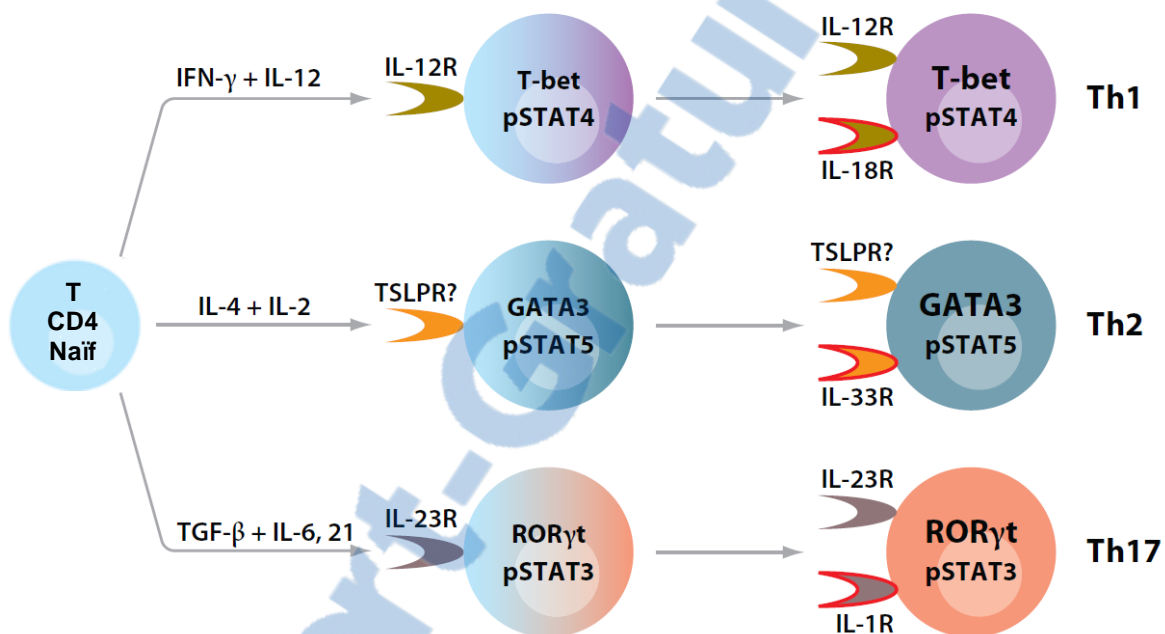 IFN-γ + IL-12
IL-12R
T-bet
pSTAT4
IL-12R
IL-18R
T-bet
pSTAT4
Th1
T
CD4
Naïf
IL-4 + IL-2
TSLPR?
GATA3
pSTAT5
TSLPR?
IL-33R
GATA3
pSTAT5
Th2
TGF-β + IL-6, 21
IL-23R
RORγt
pSTAT3
IL-23R
IL-1R
RORγt
pSTAT3
Th17